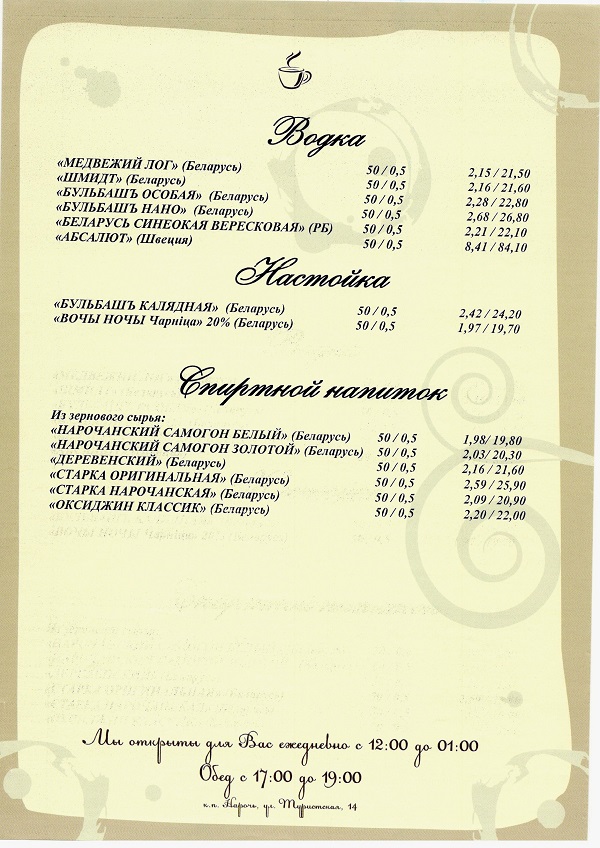 Водка
«МЕДВЕЖИЙ ЛОГ» (Беларусь) 50 / 0,5 2,15 / 21,50
«ШМИДТ» (Беларусь) 50 / 0,5 2,16 / 21,60
«БУЛЬБАШЪ ОСОБАЯ» (Беларусь) 50 / 0,5 2,28 / 22,80
«БУЛЬБАШЪ НАНО» (Беларусь) 50 / 0,5 2,68 / 26,80
«БЕЛАРУСЬ СИНЕОКАЯ ВЕРЕСКОВАЯ» (РБ) 50 / 0,5 2,21 / 22,10
«АБСАЛЮТ» (Швеция) 50 / 0,5 8,41 / 84,10
Настойка
«БУЛЬБАШЪ КАЛЯДНАЯ» (Беларусь) 50 / 0,5 2,42 / 24,20
«ВОЧЫ НОЧЫ Чарніца» 20% (Беларусь) 50 / 0,5 1,97 / 19,70
Спиртной напиток
Из зернового сырья:
«НАРОЧАНСКИЙ САМОГОН БЕЛЫЙ» (Беларусь) 50 / 0,5 1,98/ 19,80
«НАРОЧАНСКИЙ САМОГОН ЗОЛОТОЙ» (Беларусь) 50 / 0,5 2,03/ 20,30
«ДЕРЕВЕНСКИЙ» (Беларусь) 50 / 0,5 2,16 / 21,60
«СТАРКА ОРИГИНАЛЬНАЯ» (Беларусь) 50 / 0,5 2,59 / 25,90
«СТАРКА НАРОЧАНСКАЯ» (Беларусь) 50 / 0,5 2,09 / 20,90
«ОКСИДЖИН КЛАССИК» (Беларусь) 50 / 0,5 2,20 / 22,00
Мы открыты для Вас ежедневно с 12:00 до 01:00
Обед с 17:00 до 19:00
к.п. Нарочь, ул. Туристская, 14